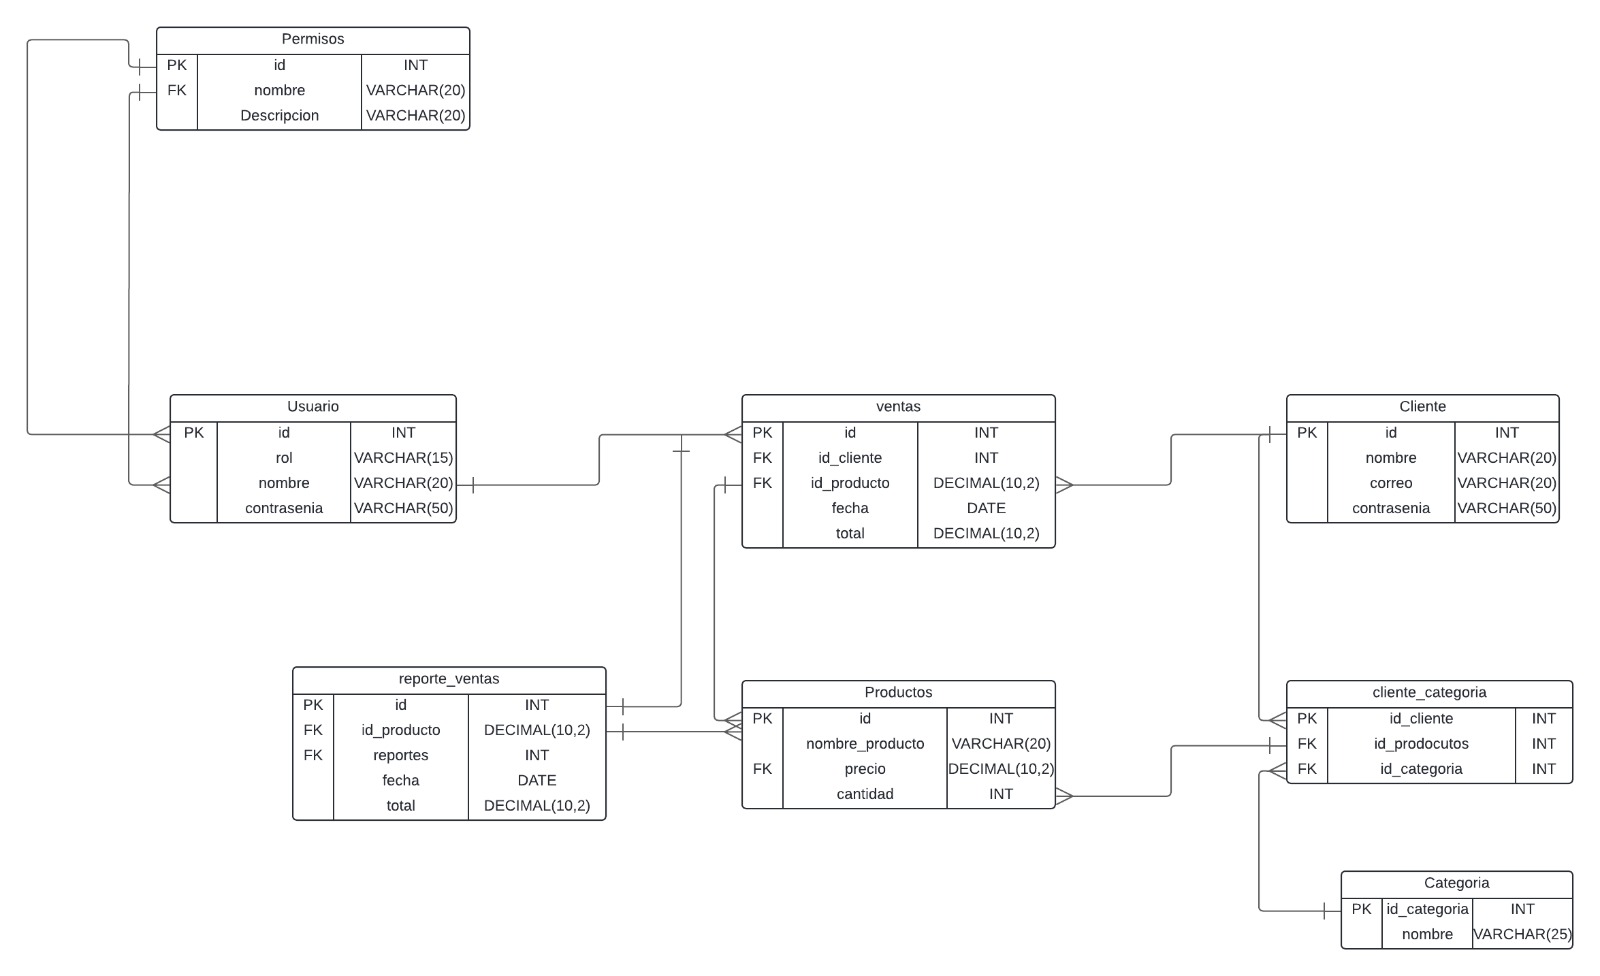 Permisos
PK id INT
FK nombre VARCHAR(20)
Descripcion VARCHAR(20)
Usuario
PK id INT
rol VARCHAR(15)
nombre VARCHAR(20)
contrasenia VARCHAR(50)
ventas
PK id INT
FK id_cliente INT
FK id_producto DECIMAL(10,2)
fecha DATE
total DECIMAL(10,2)
Cliente
PK id INT
nombre VARCHAR(20)
correo VARCHAR(20)
contrasenia VARCHAR(50)
reporte_ventas
PK id INT
FK id_producto DECIMAL(10,2)
FK reportes INT
fecha DATE
total DECIMAL(10,2)
Productos
PK id INT
nombre_producto VARCHAR(20)
FK precio DECIMAL(10,2)
cantidad INT
cliente_categoria
PK id_cliente INT
FK id_prodocutos INT
FK id_categoria INT
Categoria
PK id_categoria INT
nombre VARCHAR(25)